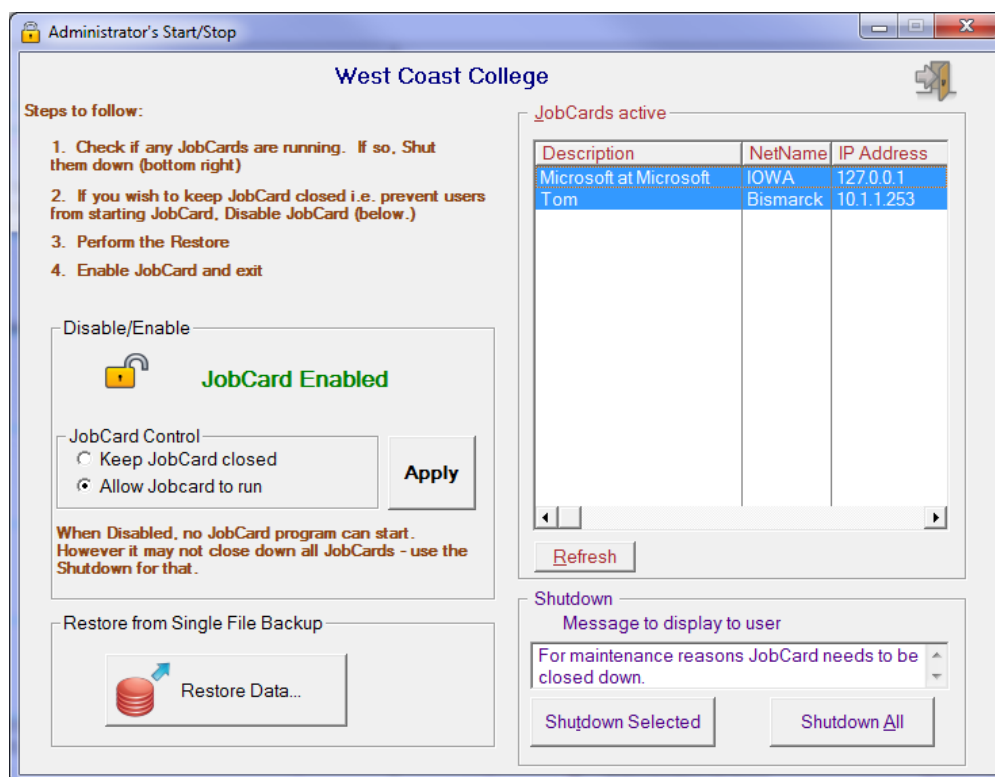 Administrator's Start/Stop
West Coast College
Steps to follow:
1. Check if any JobCards are running. If so, Shut
them down (bottom right)
2. If you wish to keep JobCard closed i.e. prevent users
from starting JobCard, Disable JobCard (below.)
3. Perform the Restore
4. Enable JobCard and exit
Disable/Enable
JobCard Enabled
JobCard Control
Keep JobCard closed
Allow Jobcard to run
Apply
When Disabled, no JobCard program can start.
However it may not close down all JobCards - use the
Shutdown for that.
Restore from Single File Backup
Restore Data...
JobCards active
Description NetName IP Address
Microsoft at Microsoft IOWA 127.0.0.1
Tom Bismarck 10.1.1.253
Refresh
Shutdown
Message to display to user
For maintenance reasons JobCard needs to be
closed down.
Shutdown Selected
Shutdown All